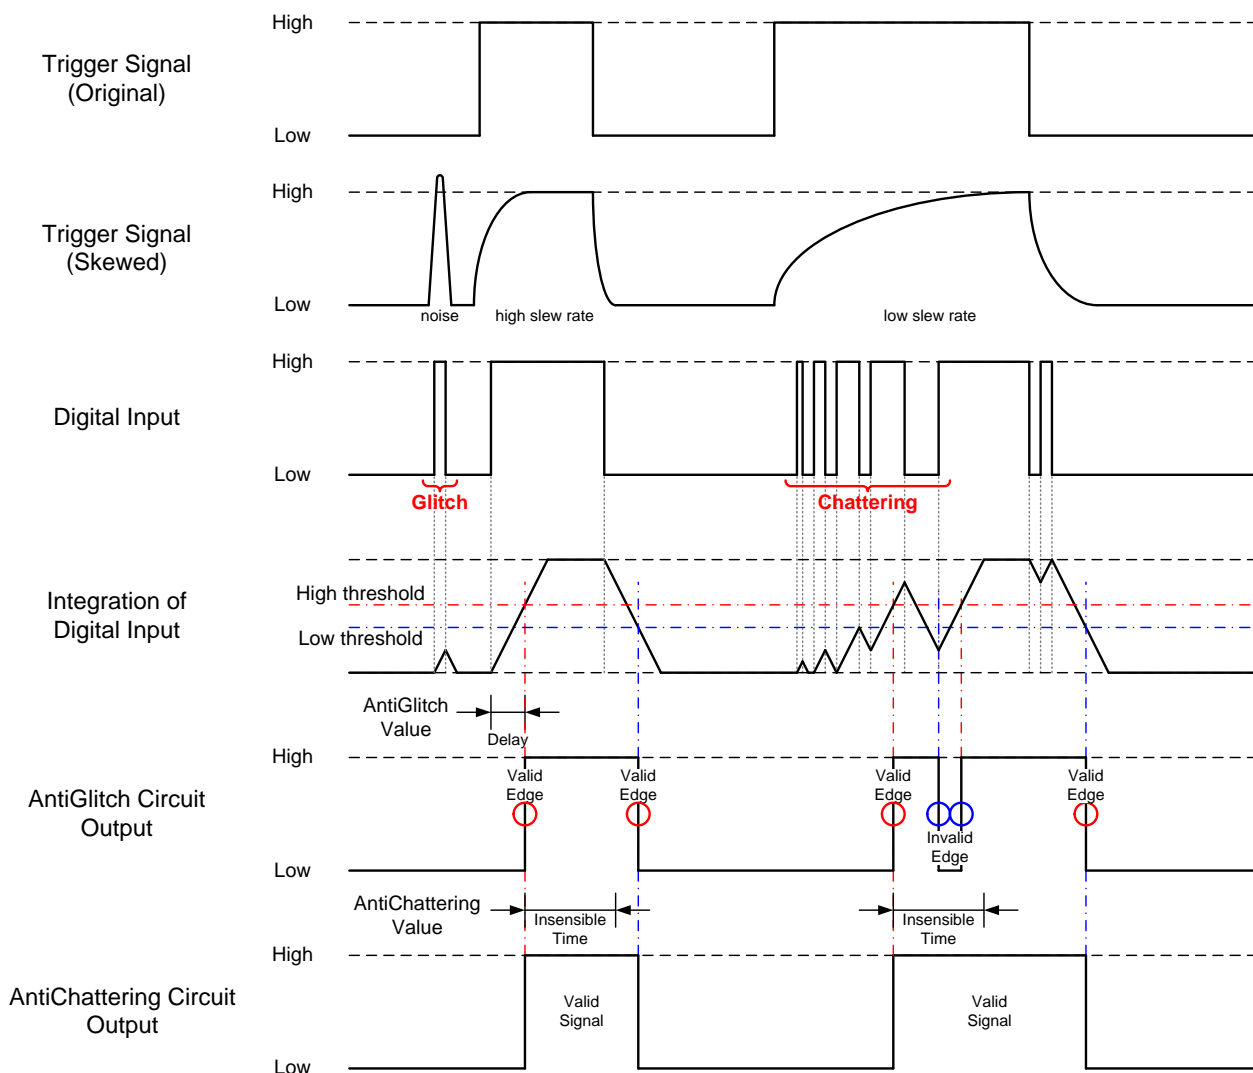 High
Trigger Signal
(Original)
Low
High
Trigger Signal
(Skewed)
Low
noise
high slew rate
low slew rate
High
Digital Input
Low
Glitch
Chattering
High threshold
Integration of
Digital Input
Low threshold
AntiGlitch
Value
Delay
High
Valid
Edge
Valid
Edge
Valid
Edge
Valid
Edge
AntiGlitch Circuit
Output
Invalid
Edge
Low
AntiChattering
Value
Insensible
Time
Insensible
Time
High
AntiChattering Circuit
Output
Valid
Signal
Valid
Signal
Low